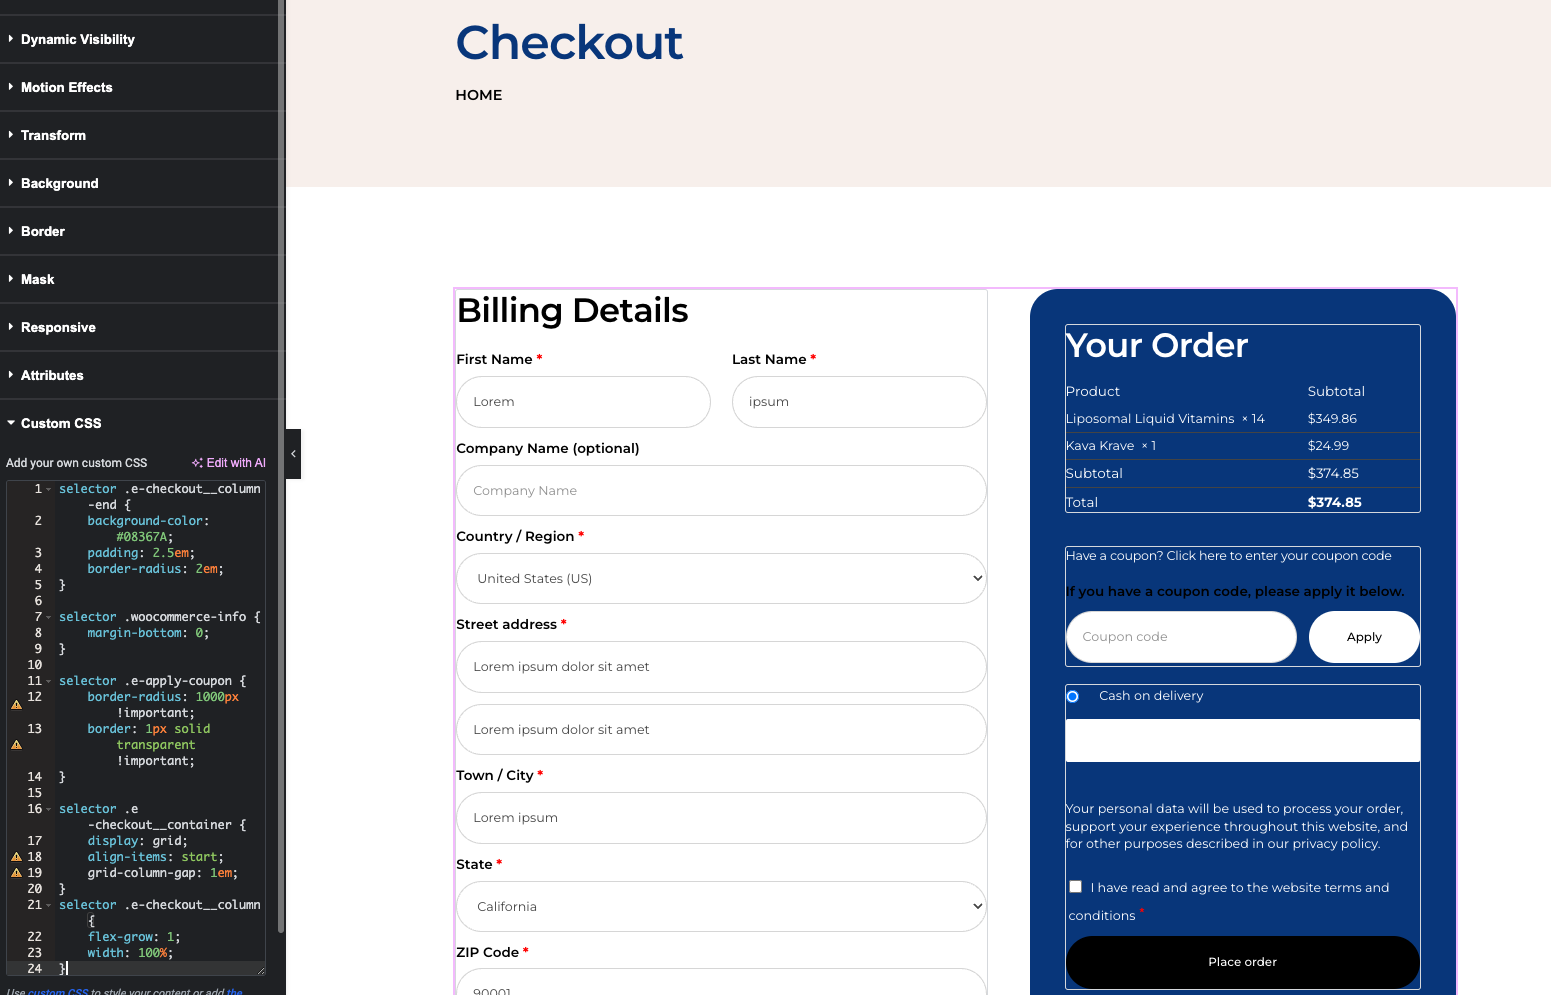 Dynamic Visibility
Motion Effects
Transform
Background
Border
Mask
Responsive
Attributes
Custom CSS
Add your own custom CSS
Edit with AI
1 selector .e-checkout__column
-end {
2 background-color:
#08367A;
3 padding: 2.5em;
4 border-radius: 2em;
5 }
6
7 selector .woocommerce-info {
8 margin-bottom: 0;
9 }
10
11 selector .e-apply-coupon {
12 border-radius: 1000px
!important;
13 border: 1px solid
transparent
!important;
14 }
15
16 selector .e
-checkout__container {
17 display: grid;
18 align-items: start;
19 grid-column-gap: 1em;
20 }
21 selector .e-checkout__column
{
22 flex-grow: 1;
23 width: 100%;
24 }
Use custom CSS to style your content or add the
Checkout
HOME
Billing Details
First Name *
Last Name *
Lorem
ipsum
Company Name (optional)
Company Name
Country / Region *
United States (US)
Street address *
Lorem ipsum dolor sit amet
Lorem ipsum dolor sit amet
Town / City *
Lorem ipsum
State *
California
ZIP Code *
90001
Your Order
Product Subtotal
Liposomal Liquid Vitamins × 14 $349.86
Kava Krave × 1 $24.99
Subtotal $374.85
Total $374.85
Have a coupon? Click here to enter your coupon code
If you have a coupon code, please apply it below.
Coupon code
Apply
Cash on delivery
Your personal data will be used to process your order,
support your experience throughout this website, and
for other purposes described in our privacy policy.
I have read and agree to the website terms and
conditions *
Place order